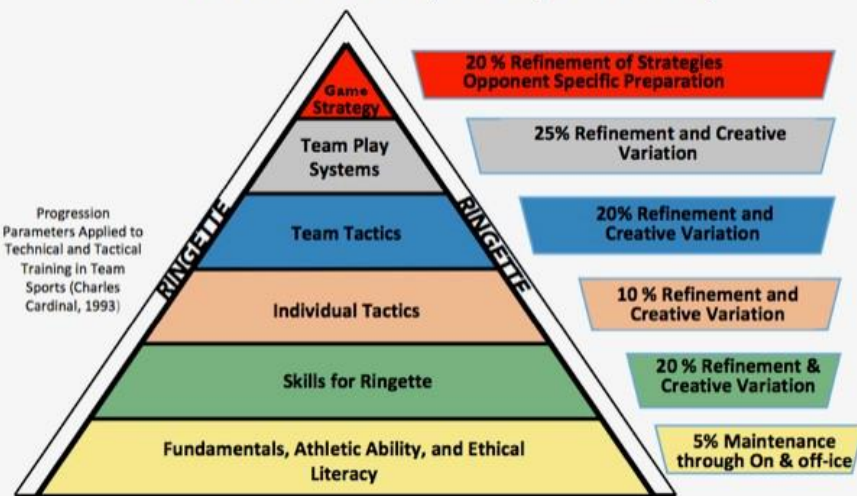 Game
Strategy
20 % Refinement of Strategies
Opponent Specific Preparation
Team Play
Systems
25% Refinement and Creative
Variation
RINGETTE
RINGETTE
Progression
Parameters Applied to
Technical and Tactical
Training in Team
Sports (Charles
Cardinal, 1993)
Team Tactics
20% Refinement and
Creative Variation
Individual Tactics
10 % Refinement and
Creative Variation
Skills for Ringette
20 % Refinement &
Creative Variation
Fundamentals, Athletic Ability, and Ethical
Literacy
5% Maintenance
through On & off-ice